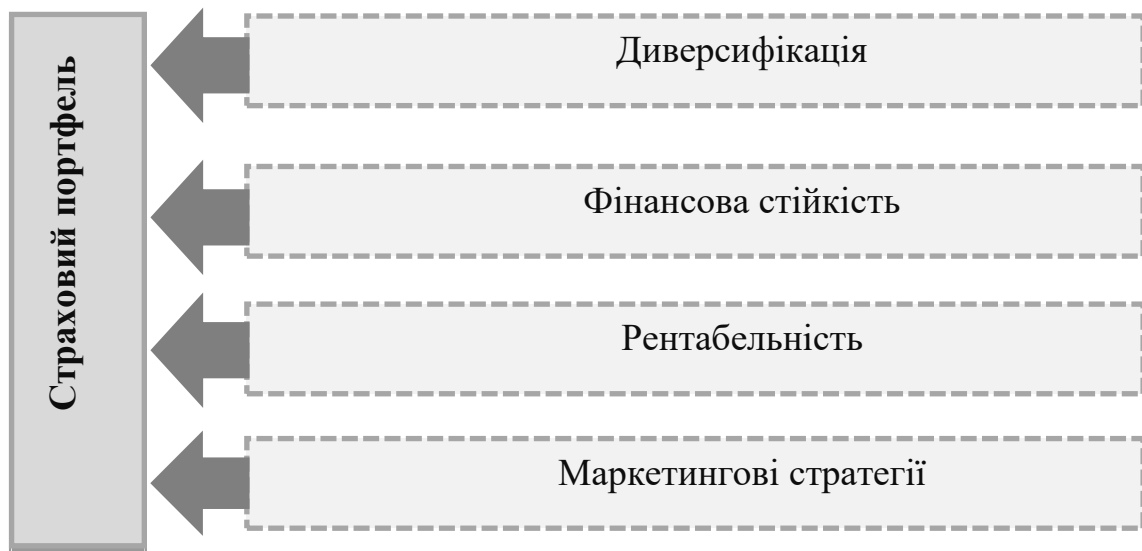 Страховий портфель
Диверсифікація
Фінансова стійкість
Рентабельність
Маркетингові стратегії